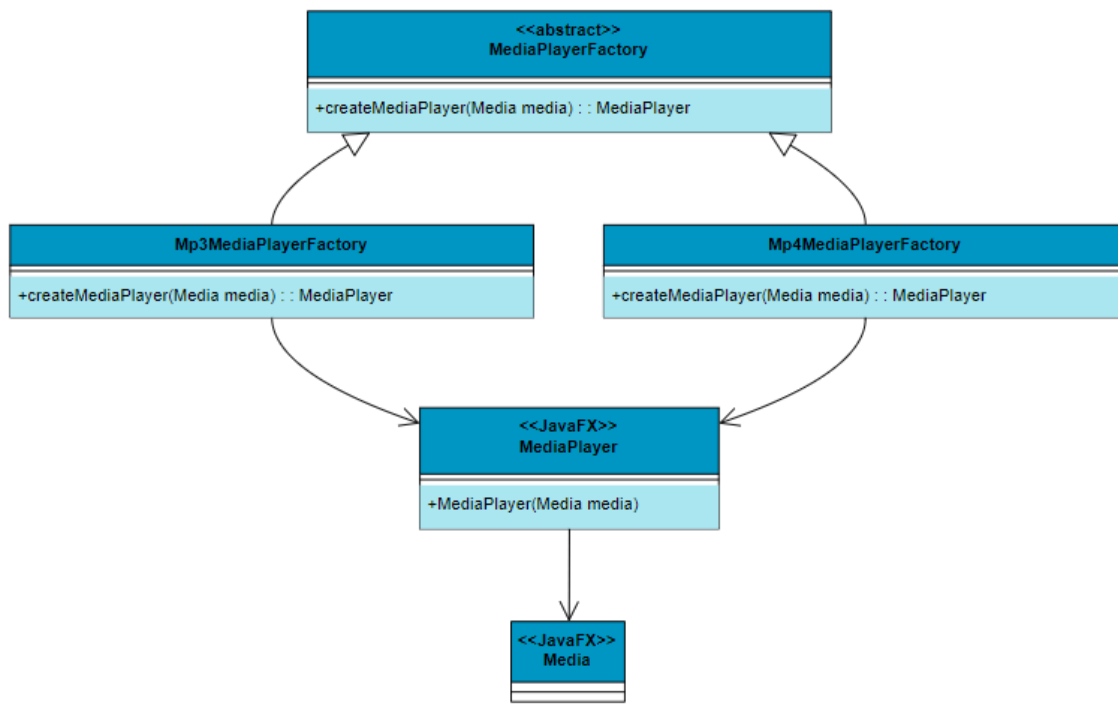 <<abstract>>
MediaPlayerFactory
+createMediaPlayer(Media media) : : MediaPlayer
Mp3MediaPlayerFactory
+createMediaPlayer(Media media) : : MediaPlayer
Mp4MediaPlayerFactory
+createMediaPlayer(Media media) : : MediaPlayer
<<JavaFX>>
MediaPlayer
+MediaPlayer(Media media)
<<JavaFX>>
Media